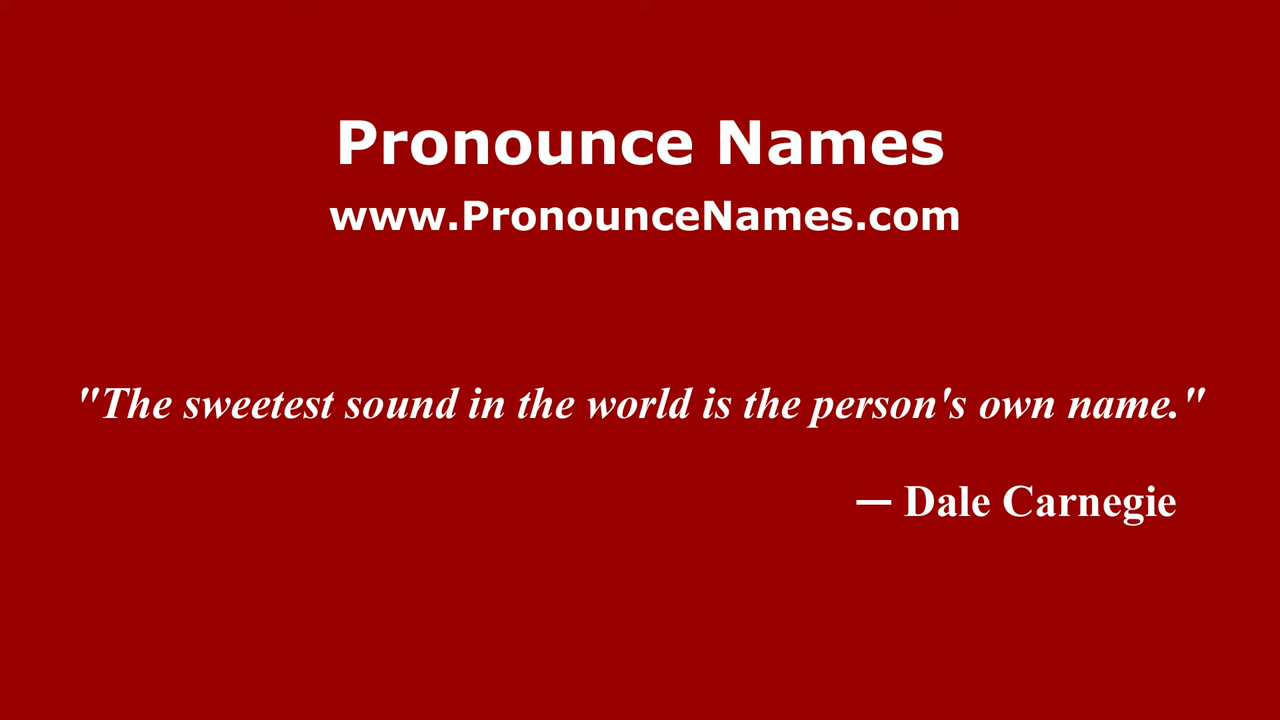 Pronounce Names
www.PronounceNames.com
"The sweetest sound in the world is the person's own name."
— Dale Carnegie